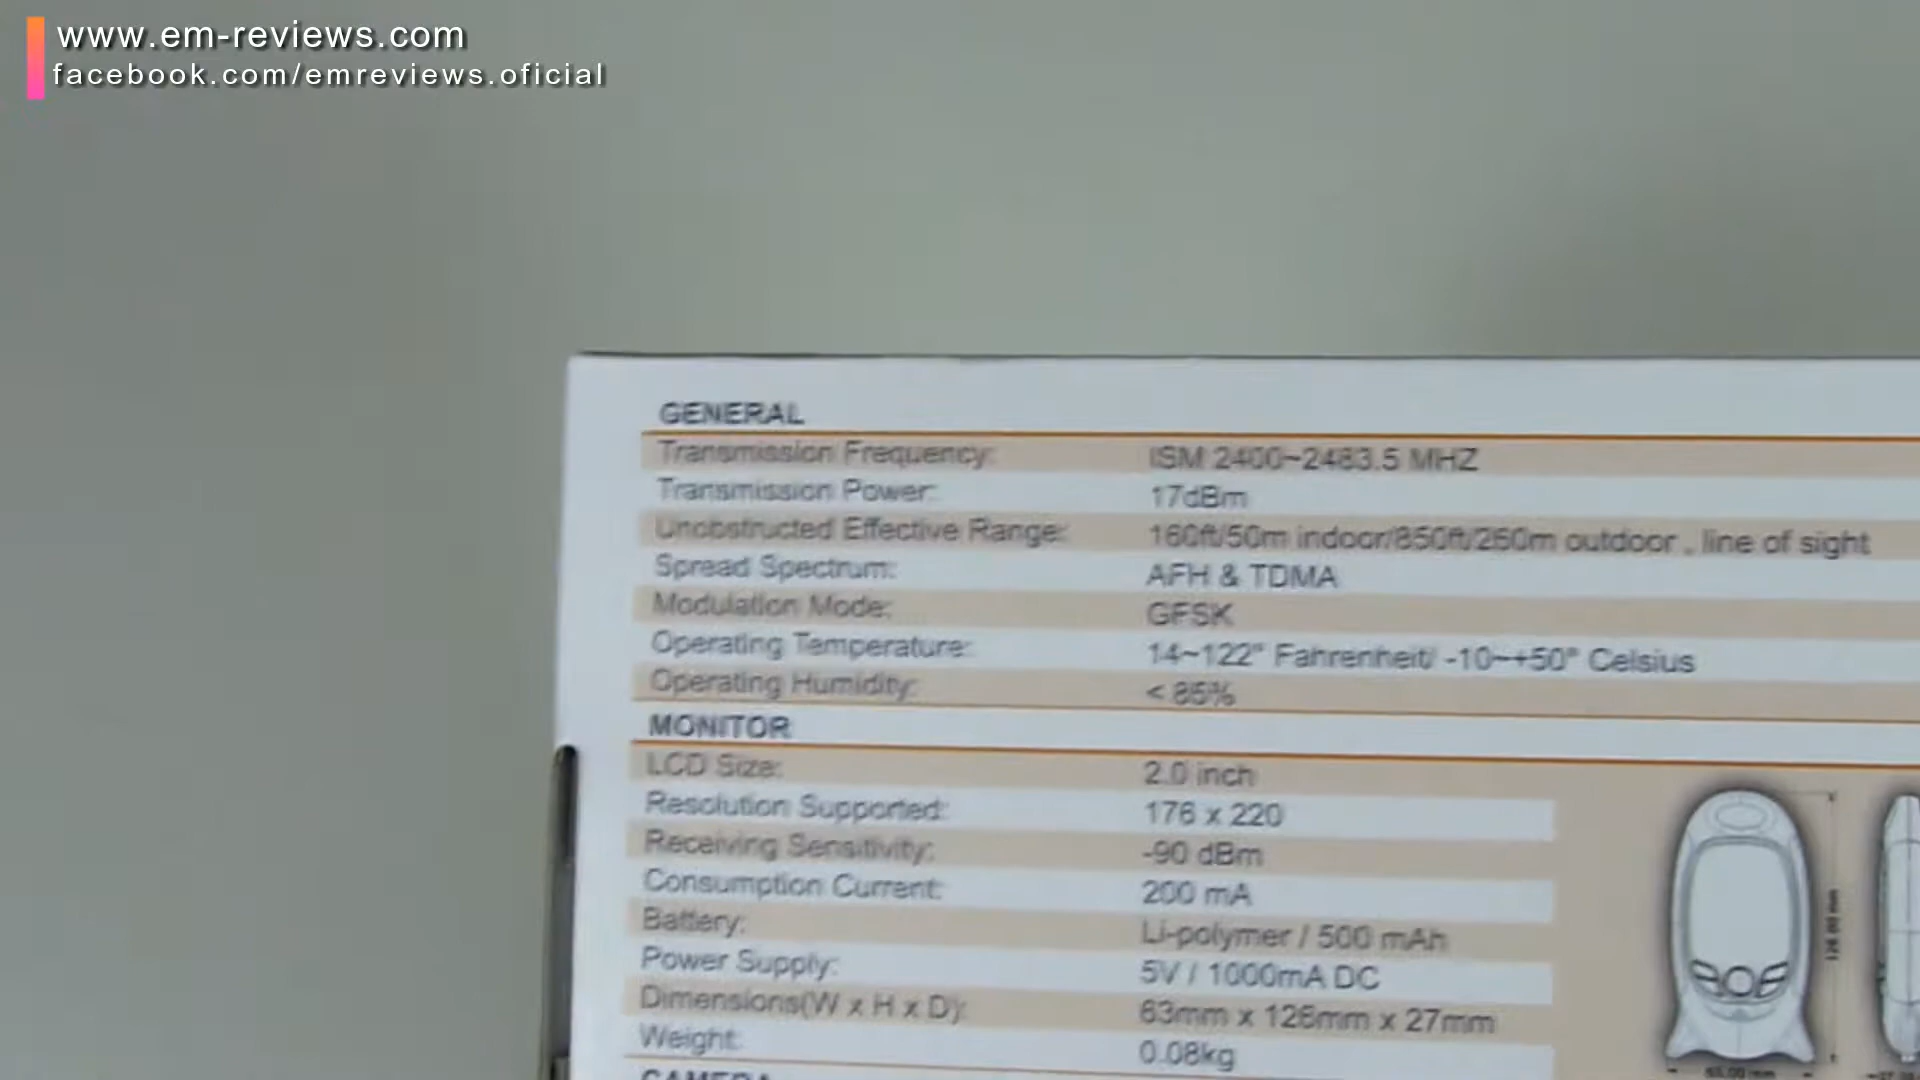 www.em-reviews.com
facebook.com/emreviews.oficial
GENERAL
Transmission Frequency: ISM 2400~2483.5 MHZ
Transmission Power: 17dBm
Unobstructed Effective Range: 160ft/50m indoor/850ft/260m outdoor , line of sight
Spread Spectrum: AFH & TDMA
Modulation Mode: GFSK
Operating Temperature: 14~122° Fahrenheit/ -10~+50° Celsius
Operating Humidity: < 85%
MONITOR
LCD Size: 2.0 inch
Resolution Supported: 176 x 220
Receiving Sensitivity: -90 dBm
Consumption Current: 200 mA
Battery: Li-polymer / 500 mAh
Power Supply: 5V / 1000mA DC
Dimensions(W x H x D): 63mm x 126mm x 27mm
Weight: 0.08kg
CAMERA